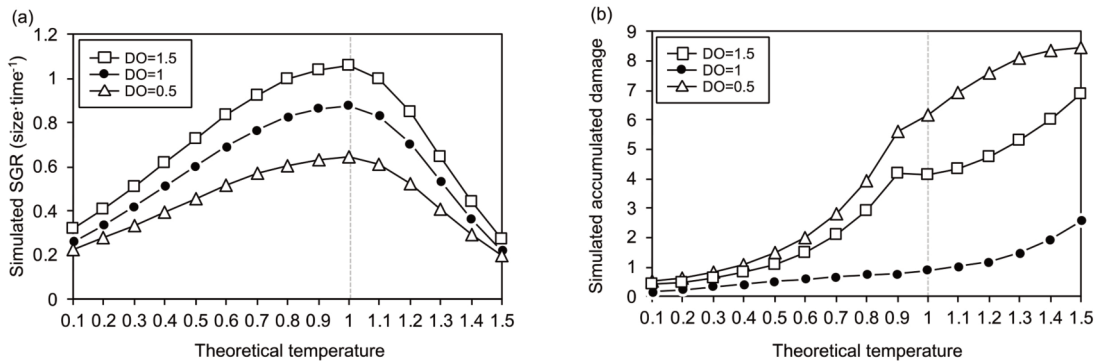 (a)
Simulated SGR (size·time⁻¹)
1.2
1
0.8
0.6
0.4
0.2
0
DO=1.5
DO=1
DO=0.5
0.1 0.2 0.3 0.4 0.5 0.6 0.7 0.8 0.9 1 1.1 1.2 1.3 1.4 1.5
Theoretical temperature
(b)
Simulated accumulated damage
9
8
7
6
5
4
3
2
1
0
DO=1.5
DO=1
DO=0.5
0.1 0.2 0.3 0.4 0.5 0.6 0.7 0.8 0.9 1 1.1 1.2 1.3 1.4 1.5
Theoretical temperature